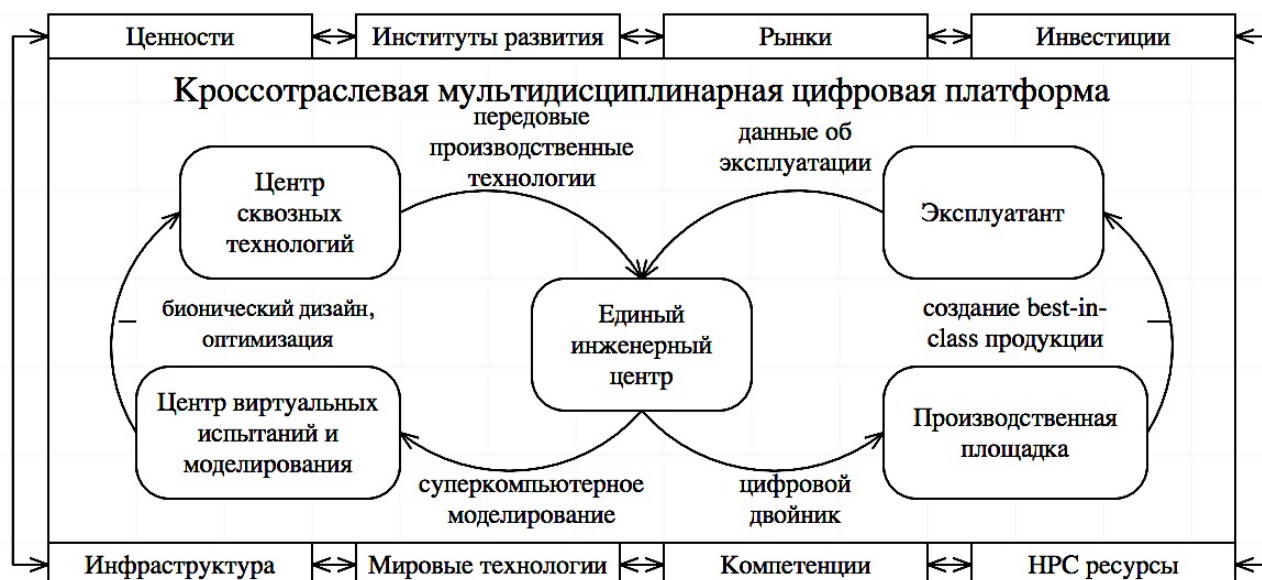 Ценности
Институты развития
Рынки
Инвестиции
Кроссотраслевая мультидисциплинарная цифровая платформа
передовые
производственные
технологии
данные об
эксплуатации
Центр
сквозных
технологий
Эксплуатант
бионический дизайн,
оптимизация
Единый
инженерный
центр
создание best-in-
class продукции
Центр виртуальных
испытаний и
моделирования
Производственная
площадка
суперкомпьютерное
моделирование
цифровой
двойник
Инфраструктура
Мировые технологии
Компетенции
HPC ресурсы